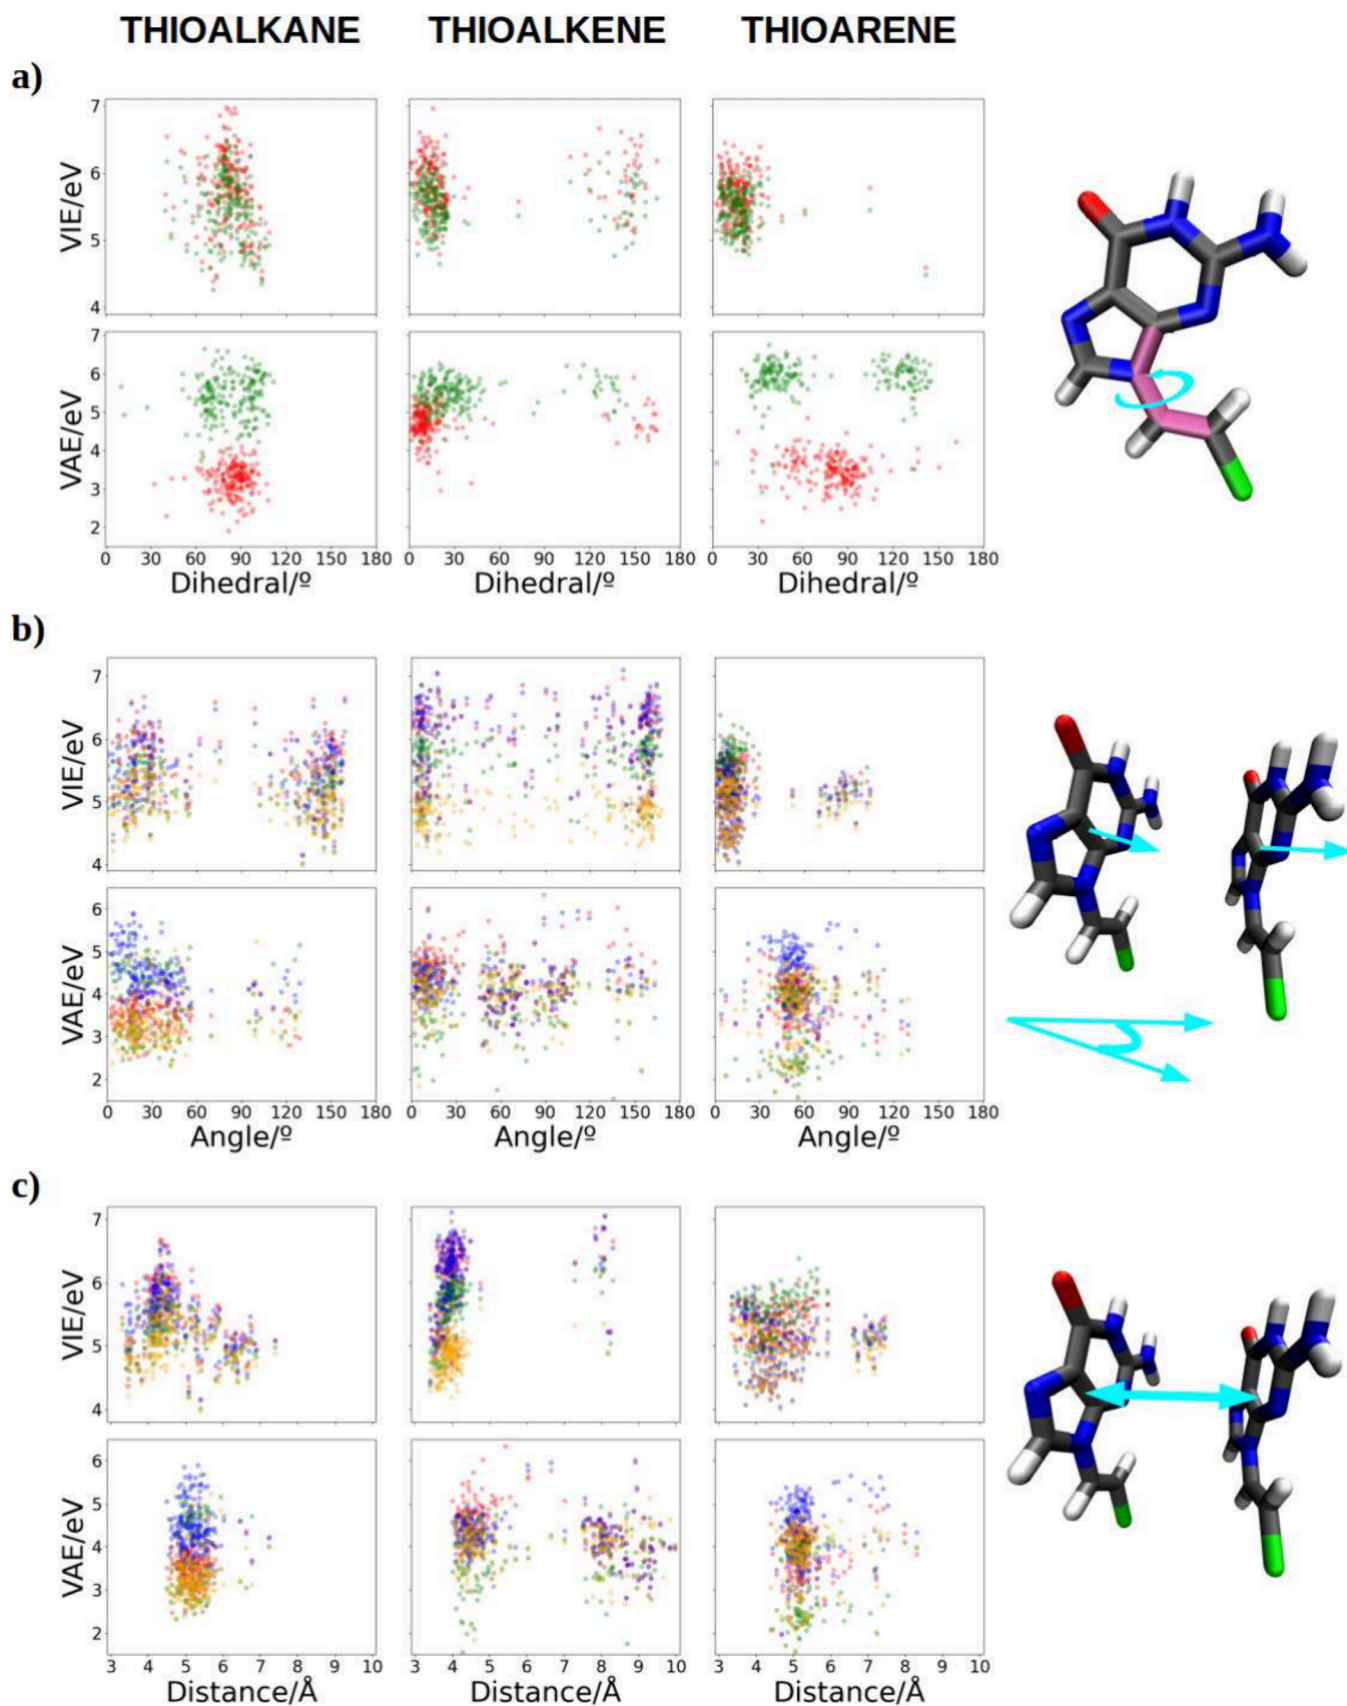 THIOALKANE THIOALKENE THIOARENE
a)
7
6
5
4
VIE/eV
7
6
5
4
3
2
VAE/eV
0 30 60 90 120 150 180 0 30 60 90 120 150 180 0 30 60 90 120 150 180
Dihedral/º Dihedral/º Dihedral/º
b)
7
6
5
4
VIE/eV
6
5
4
3
2
VAE/eV
0 30 60 90 120 150 180 0 30 60 90 120 150 180 0 30 60 90 120 150 180
Angle/º Angle/º Angle/º
c)
7
6
5
4
VIE/eV
6
5
4
3
2
VAE/eV
3 4 5 6 7 8 9 10 3 4 5 6 7 8 9 10 3 4 5 6 7 8 9 10
Distance/Å Distance/Å Distance/Å